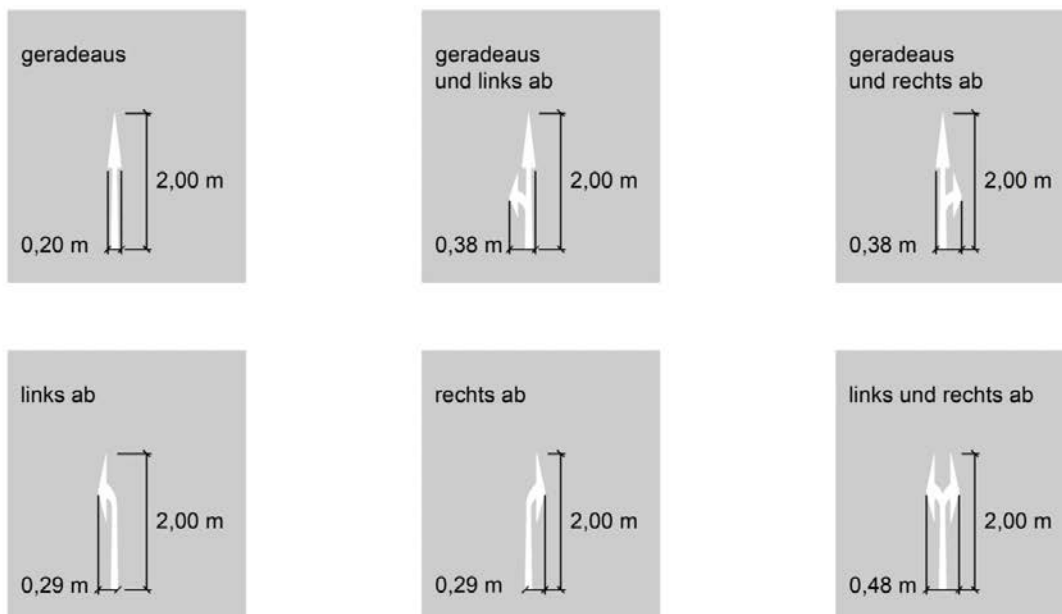 geradeaus
2,00 m
0,20 m
geradeaus
und links ab
2,00 m
0,38 m
geradeaus
und rechts ab
2,00 m
0,38 m
links ab
2,00 m
0,29 m
rechts ab
2,00 m
0,29 m
links und rechts ab
2,00 m
0,48 m